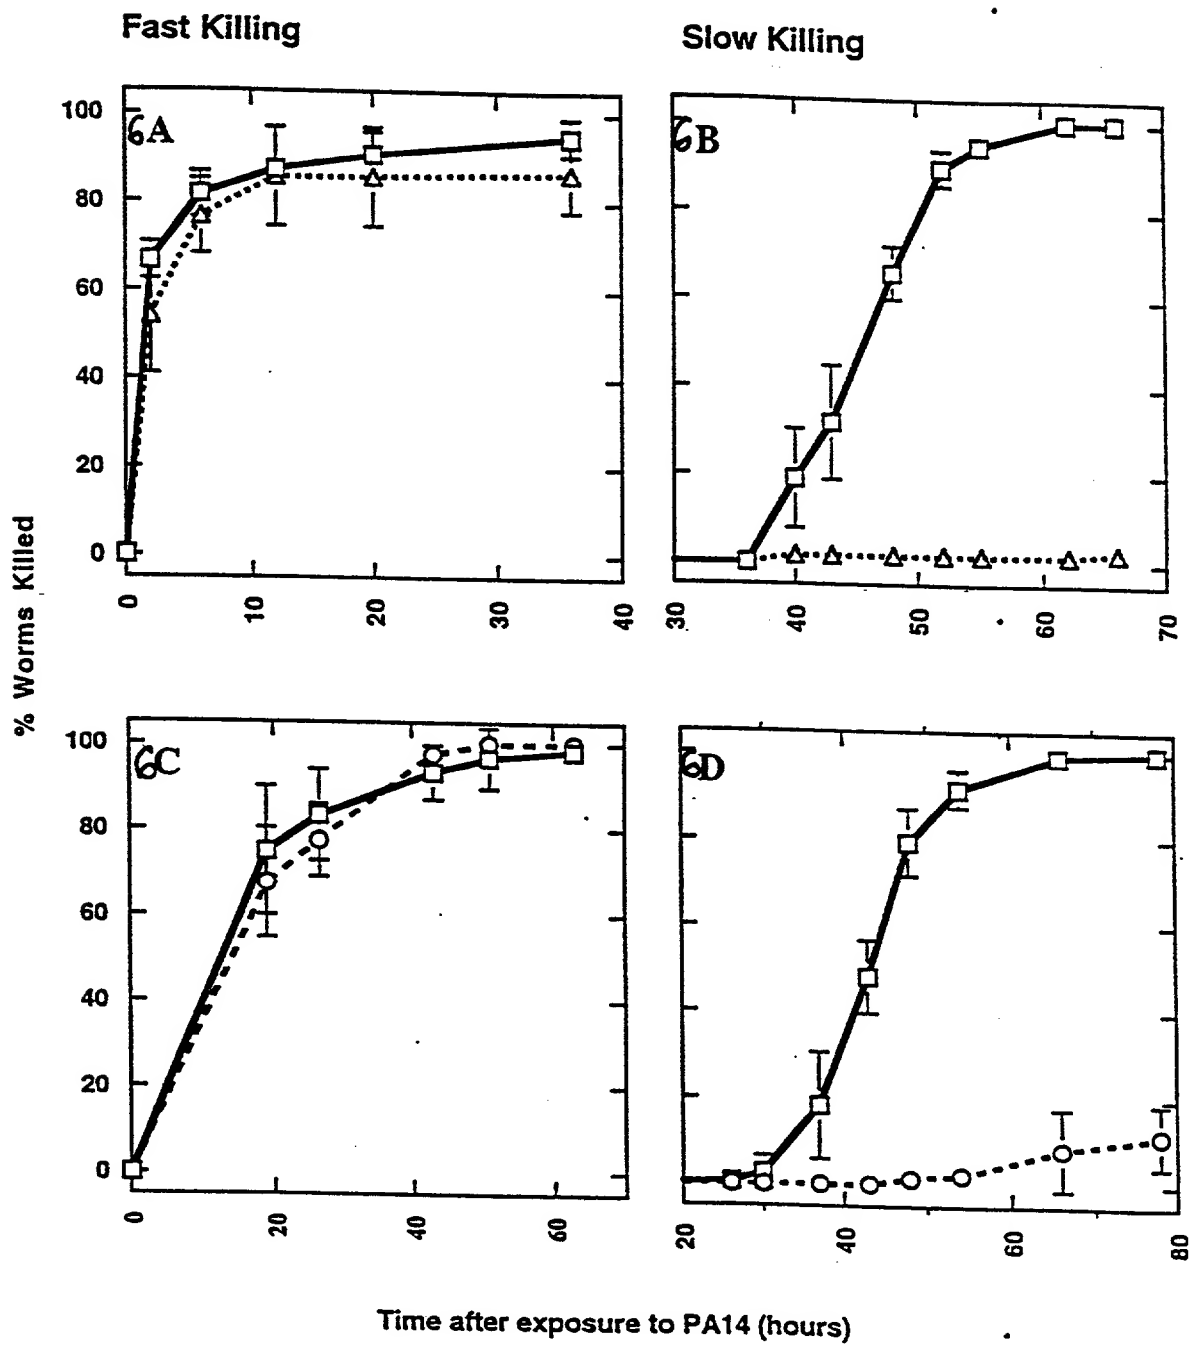 Fast Killing
Slow Killing
6A
100
80
60
40
20
0
0 10 20 30 40
6B
30 40 50 60 70
% Worms Killed
6C
100
80
60
40
20
0
0 20 40 60
6D
20 40 60 80
Time after exposure to PA14 (hours)